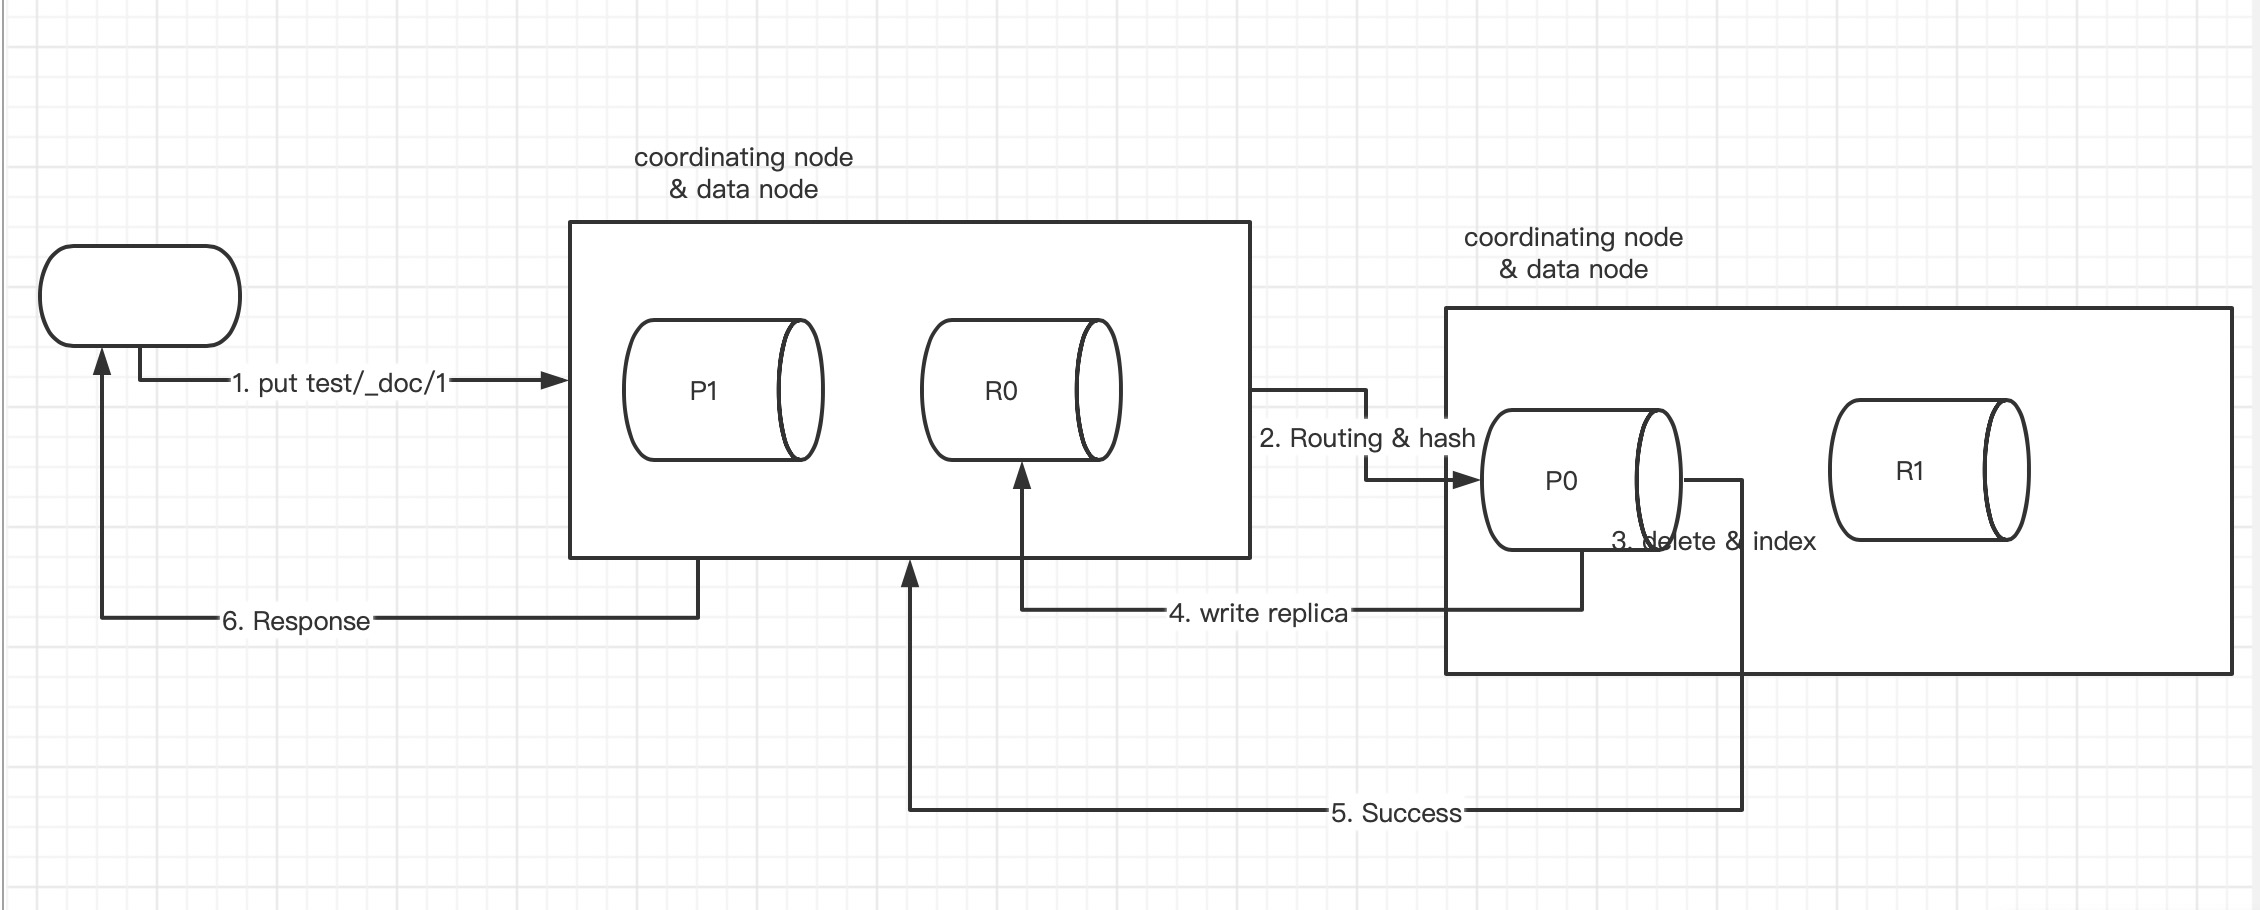 coordinating node
& data node
coordinating node
& data node
1. put test/_doc/1
P1
R0
2. Routing & hash
P0
R1
3. delete & index
4. write replica
6. Response
5. Success